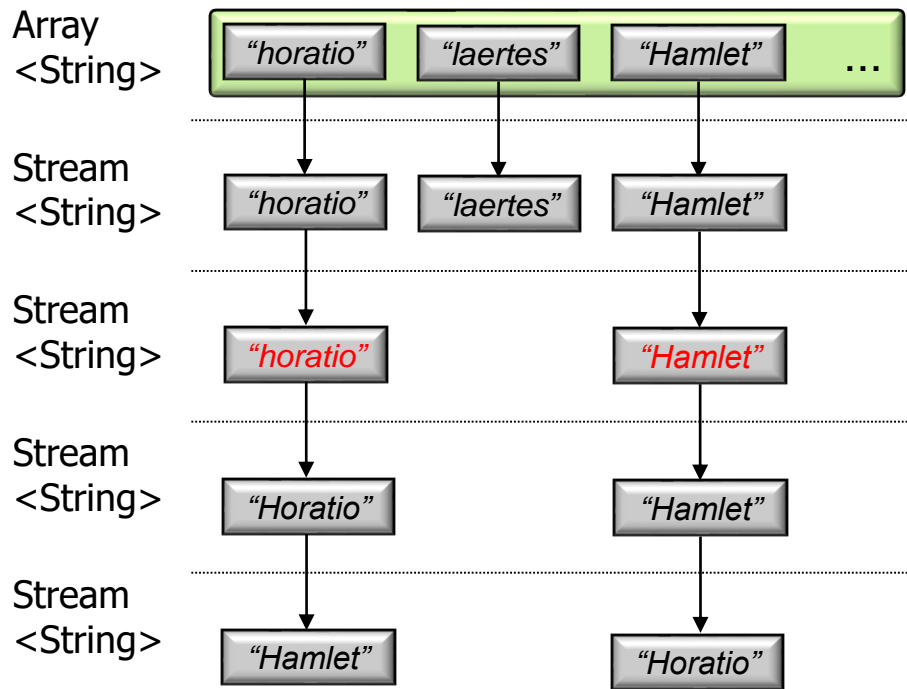 Array
<String>
“horatio” “laertes” “Hamlet” ...
Stream
<String>
“horatio” “laertes” “Hamlet”
Stream
<String>
“horatio” “Hamlet”
Stream
<String>
“Horatio” “Hamlet”
Stream
<String>
“Hamlet” “Horatio”